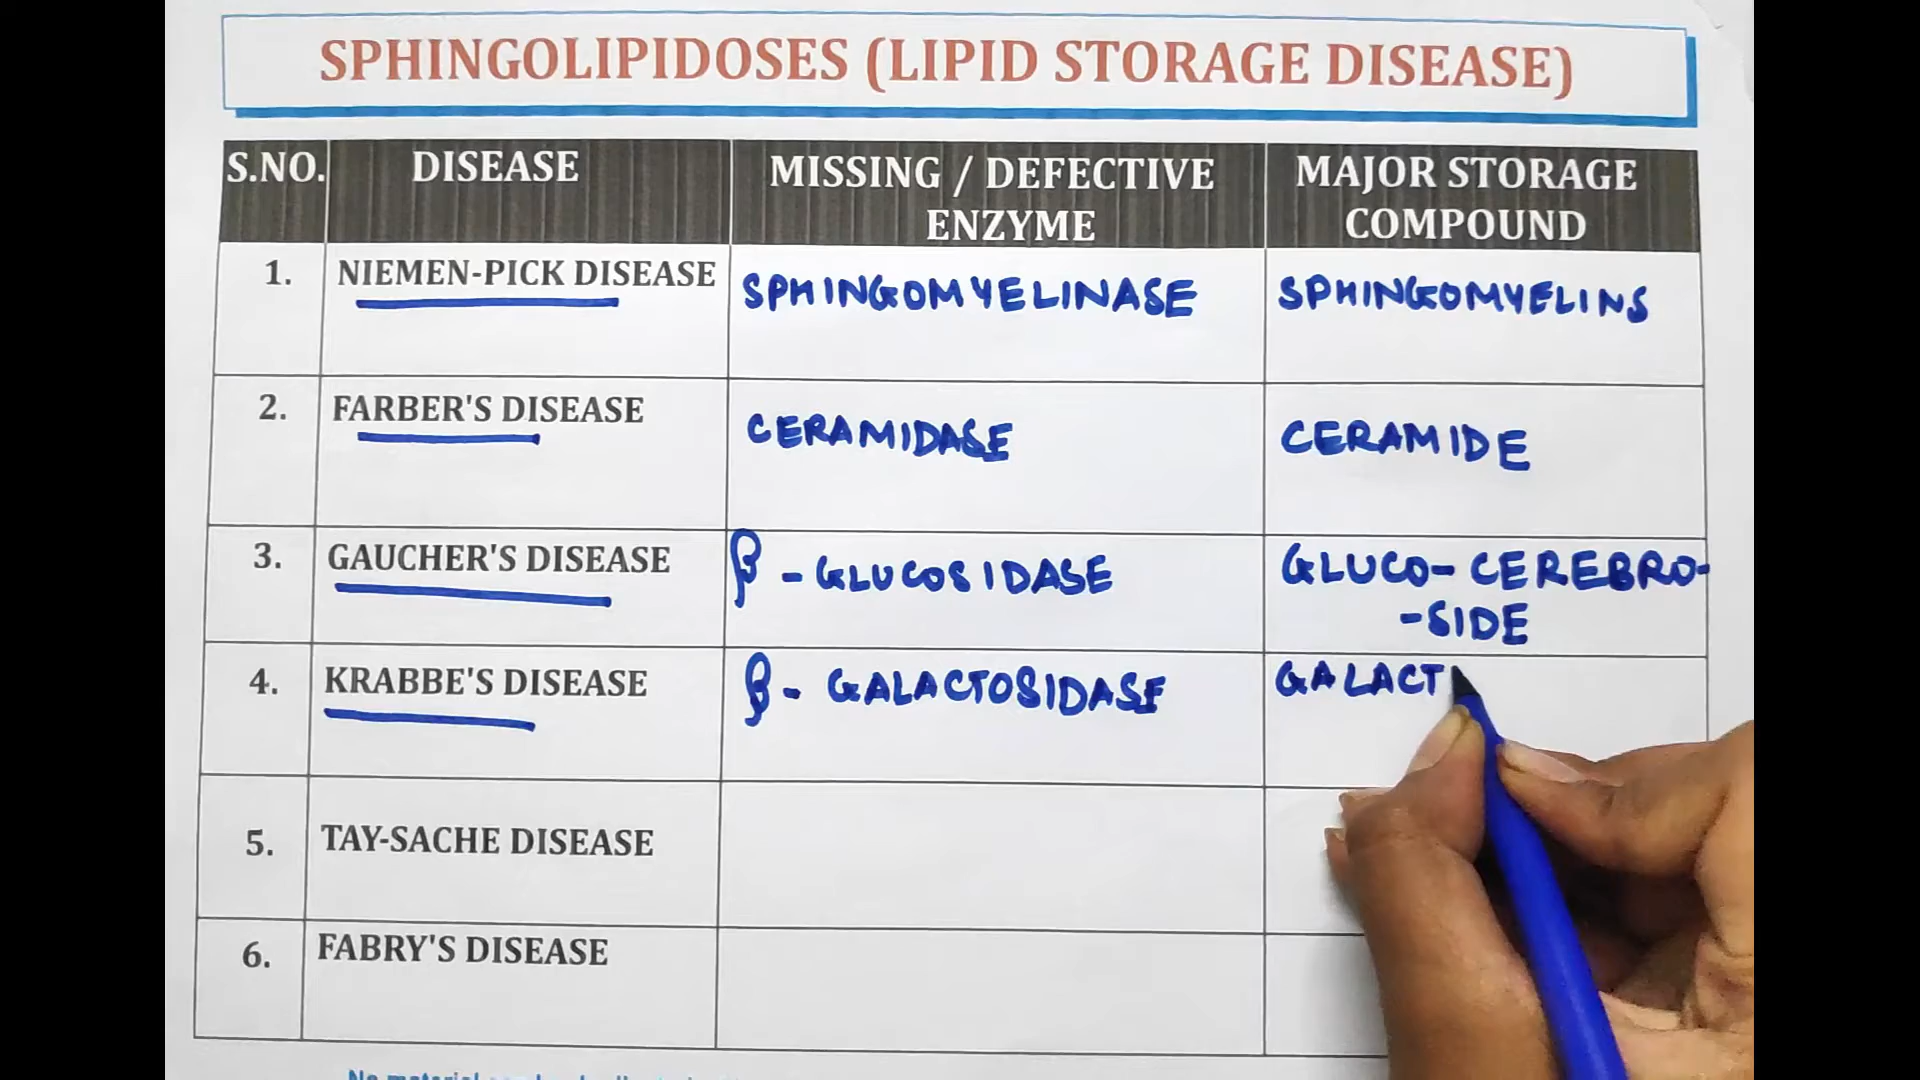 SPHINGOLIPIDOSES (LIPID STORAGE DISEASE)
S.NO. DISEASE MISSING / DEFECTIVE ENZYME MAJOR STORAGE COMPOUND
1. NIEMEN-PICK DISEASE SPHINGOMYELINASE SPHINGOMYELINS
2. FARBER'S DISEASE CERAMIDASE CERAMIDE
3. GAUCHER'S DISEASE β - GLUCOSIDASE GLUCO- CEREBRO-
-SIDE
4. KRABBE'S DISEASE β - GALACTOSIDASE GALACT
5. TAY-SACHE DISEASE
6. FABRY'S DISEASE
No material